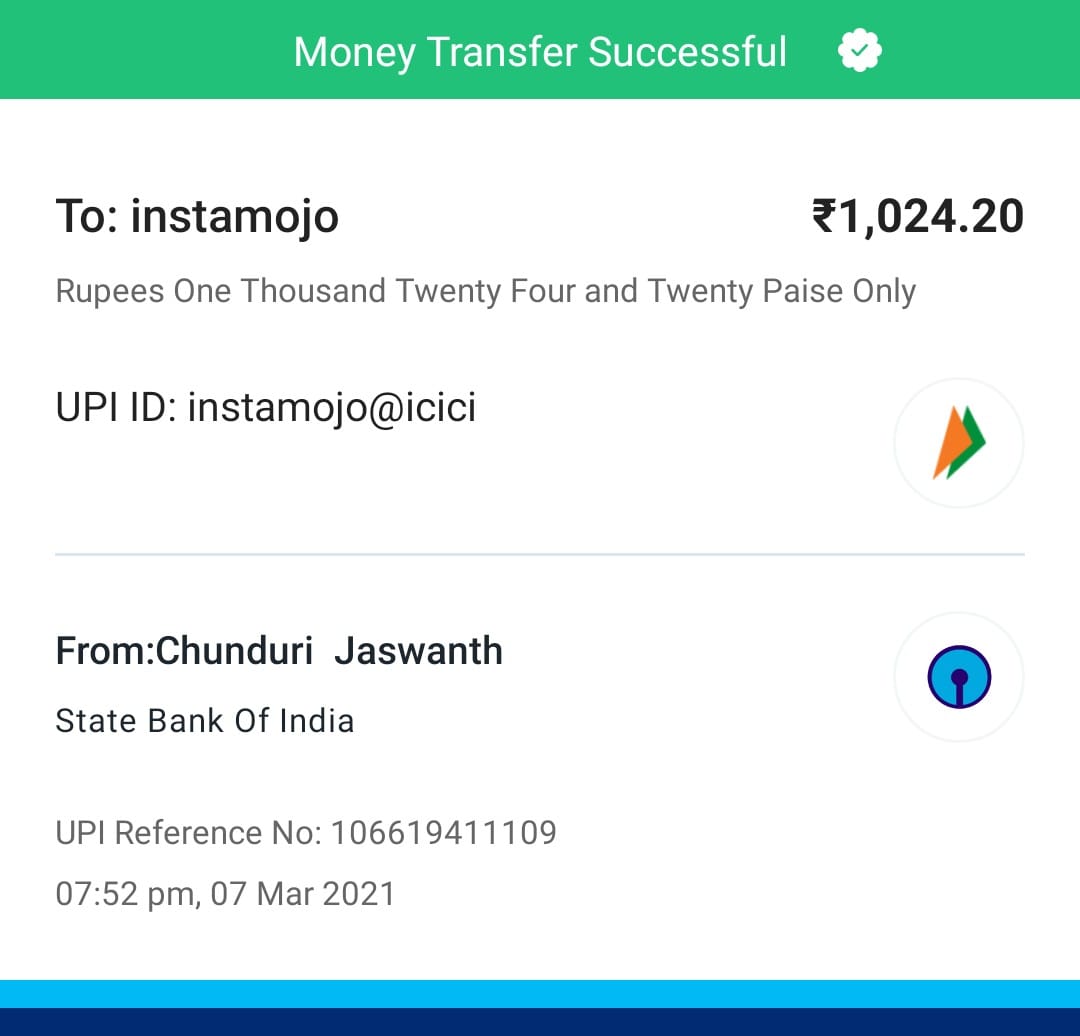 Money Transfer Successful
To: instamojo ₹1,024.20
Rupees One Thousand Twenty Four and Twenty Paise Only
UPI ID: instamojo@icici
From:Chunduri  Jaswanth
State Bank Of India
UPI Reference No: 106619411109
07:52 pm, 07 Mar 2021